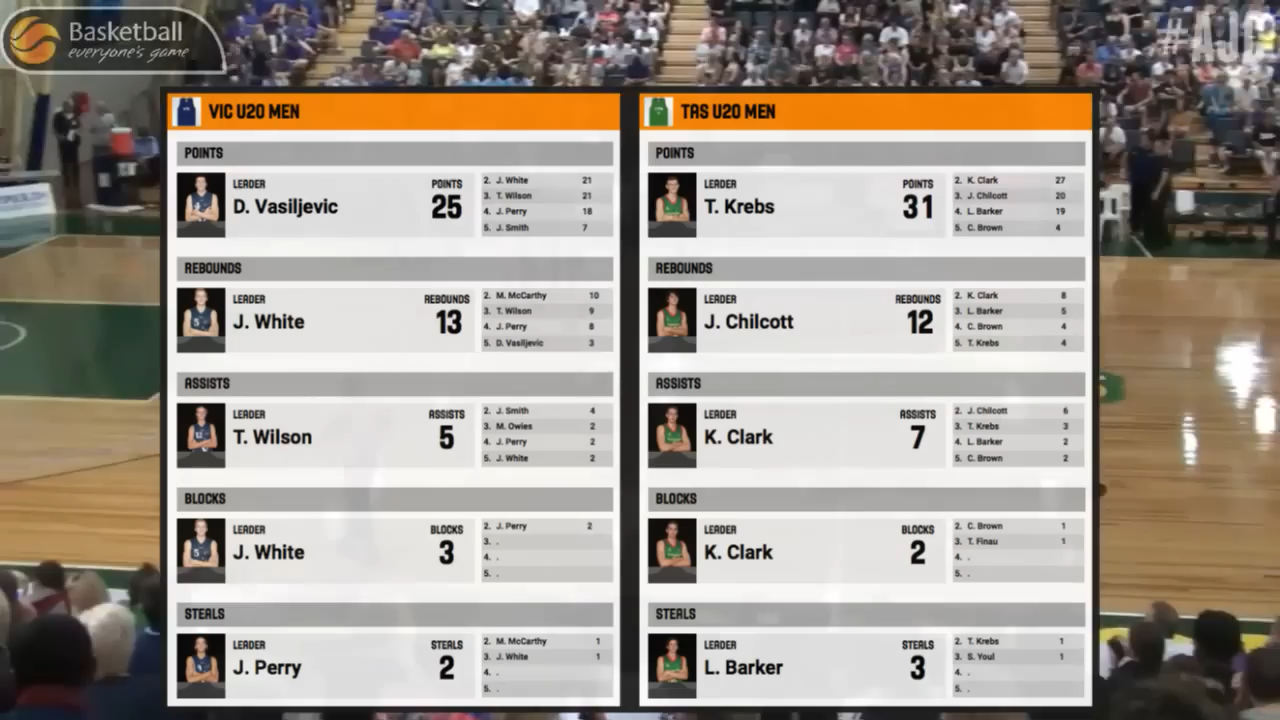 Basketball
everyone's game
#AJC
VIC U20 MEN
POINTS
LEADER POINTS
D. Vasiljevic 25
2. J. White 21
3. T. Wilson 21
4. J. Perry 18
5. J. Smith 7
REBOUNDS
LEADER REBOUNDS
J. White 13
2. M. McCarthy 10
3. T. Wilson 9
4. J. Perry 8
5. D. Vasiljevic 3
ASSISTS
LEADER ASSISTS
T. Wilson 5
2. J. Smith 4
3. M. Owies 2
4. J. Perry 2
5. J. White 2
BLOCKS
LEADER BLOCKS
J. White 3
2. J. Perry 2
3. .
4. .
5. .
STEALS
LEADER STEALS
J. Perry 2
2. M. McCarthy 1
3. J. White 1
4. .
5. .
TAS U20 MEN
POINTS
LEADER POINTS
T. Krebs 31
2. K. Clark 27
3. J. Chilcott 20
4. L. Barker 19
5. C. Brown 4
REBOUNDS
LEADER REBOUNDS
J. Chilcott 12
2. K. Clark 8
3. L. Barker 5
4. C. Brown 4
5. T. Krebs 4
ASSISTS
LEADER ASSISTS
K. Clark 7
2. J. Chilcott 6
3. T. Krebs 3
4. L. Barker 2
5. C. Brown 2
BLOCKS
LEADER BLOCKS
K. Clark 2
2. C. Brown 1
3. T. Finau 1
4. .
5. .
STEALS
LEADER STEALS
L. Barker 3
2. T. Krebs 1
3. S. Youl 1
4. .
5. .